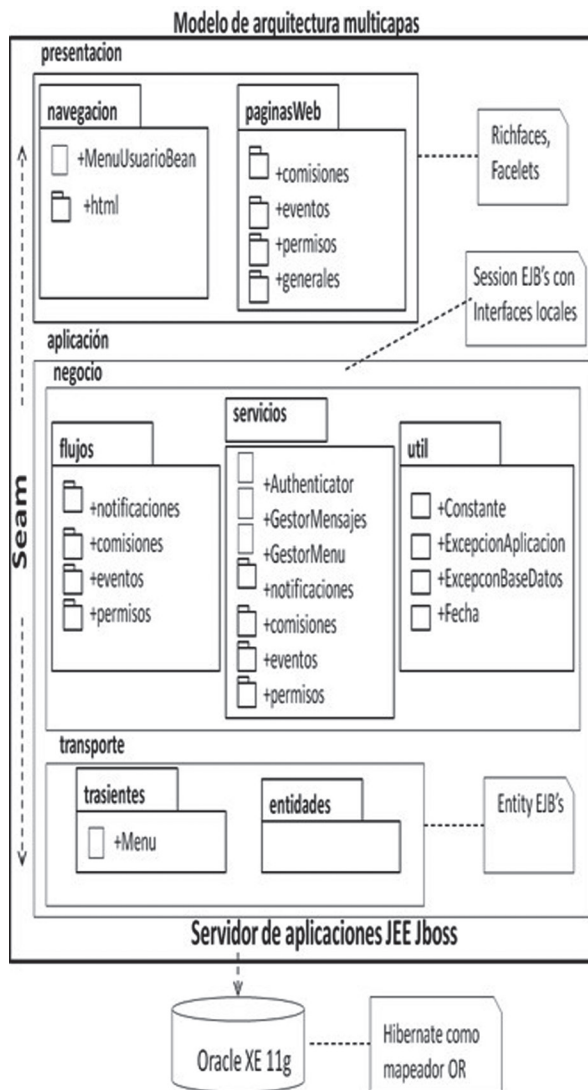 Modelo de arquitectura multicapas
presentacion
navegacion
+MenuUsuarioBean
+html
paginasWeb
+comisiones
+eventos
+permisos
+generales
Richfaces,
Facelets
Session EJB's con
Interfaces locales
aplicación
negocio
flujos
+notificaciones
+comisiones
+eventos
+permisos
servicios
+Authenticator
+GestorMensajes
+GestorMenu
+notificaciones
+comisiones
+eventos
+permisos
util
+Constante
+ExcepcionAplicacion
+ExcepconBaseDatos
+Fecha
Seam
transporte
trasientes
+Menu
entidades
Entity EJB's
Servidor de aplicaciones JEE Jboss
Oracle XE 11g
Hibernate como
mapeador OR